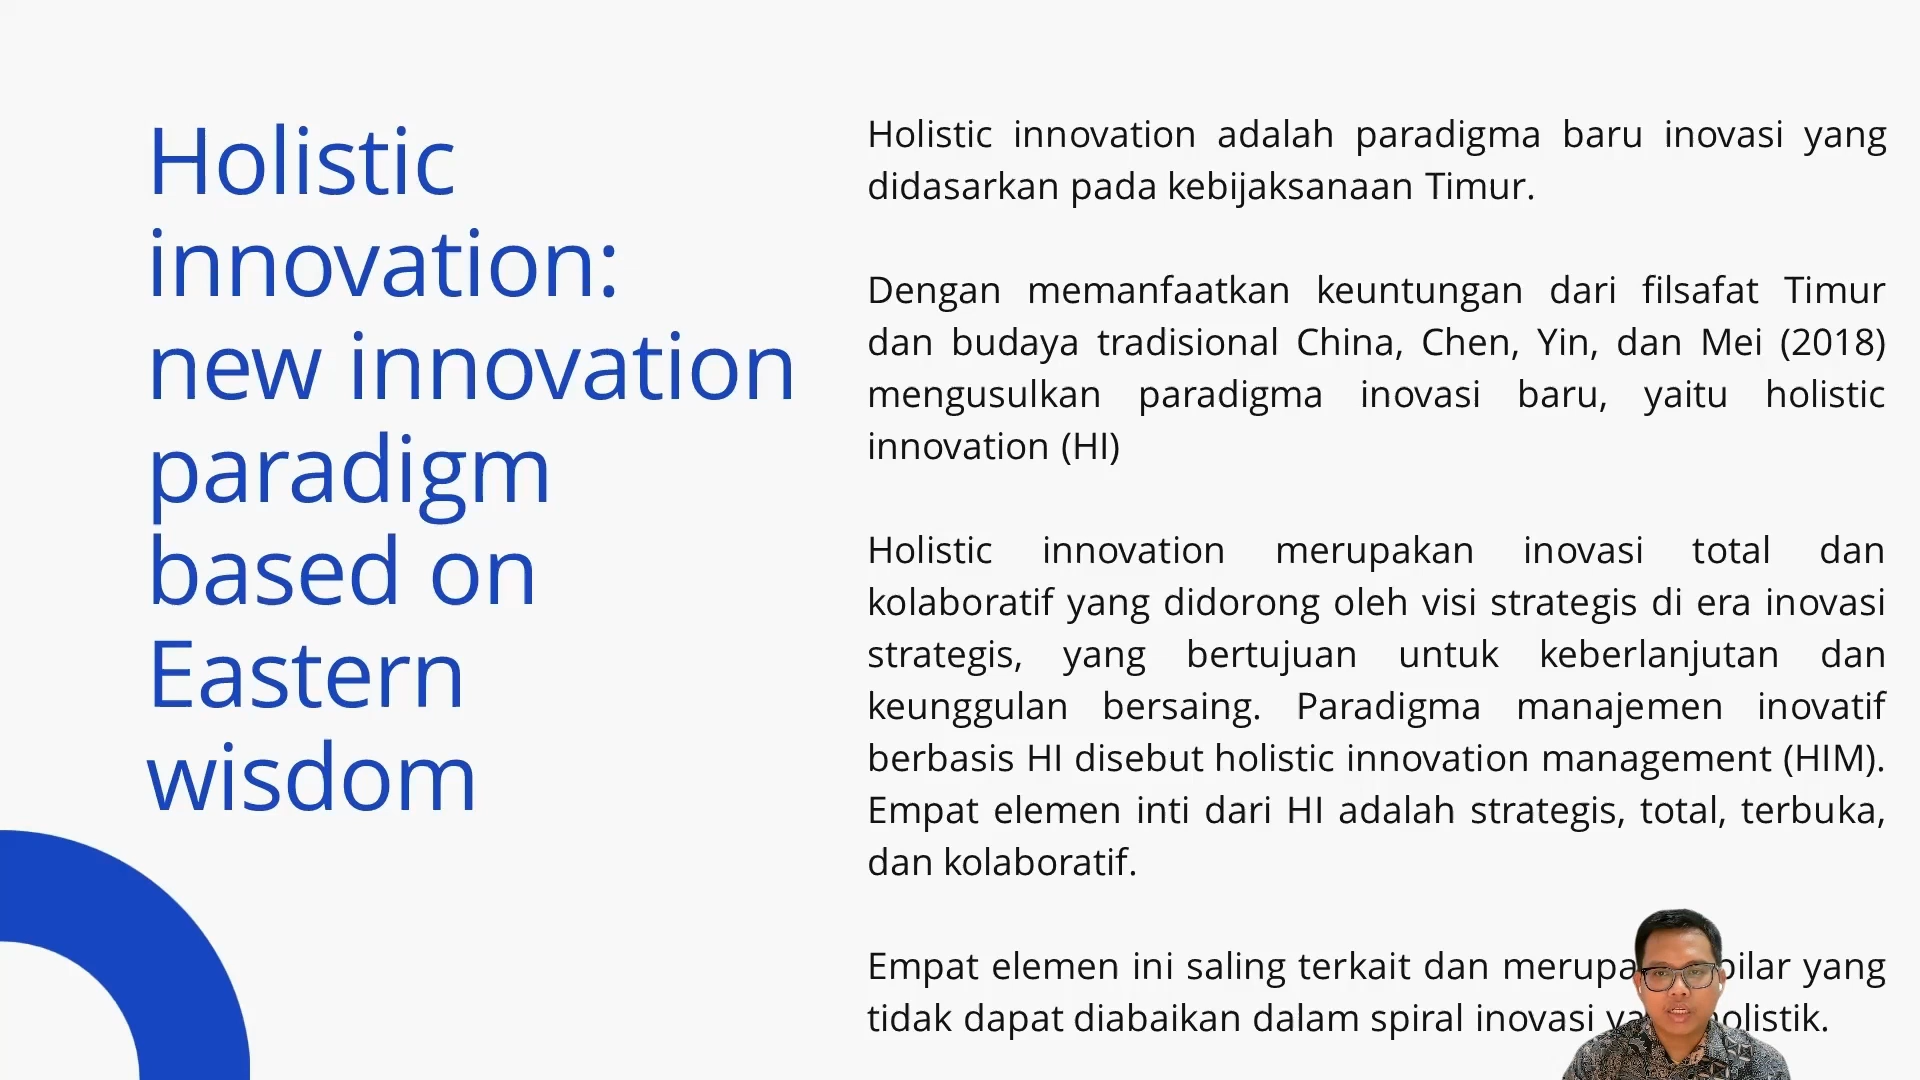 Holistic
innovation:
new innovation
paradigm
based on
Eastern
wisdom
Holistic innovation adalah paradigma baru inovasi yang
didasarkan pada kebijaksanaan Timur.
Dengan memanfaatkan keuntungan dari filsafat Timur
dan budaya tradisional China, Chen, Yin, dan Mei (2018)
mengusulkan paradigma inovasi baru, yaitu holistic
innovation (HI)
Holistic innovation merupakan inovasi total dan
kolaboratif yang didorong oleh visi strategis di era inovasi
strategis, yang bertujuan untuk keberlanjutan dan
keunggulan bersaing. Paradigma manajemen inovatif
berbasis HI disebut holistic innovation management (HIM).
Empat elemen inti dari HI adalah strategis, total, terbuka,
dan kolaboratif.
Empat elemen ini saling terkait dan yang
tidak dapat diabaikan dalam spiral inovasi